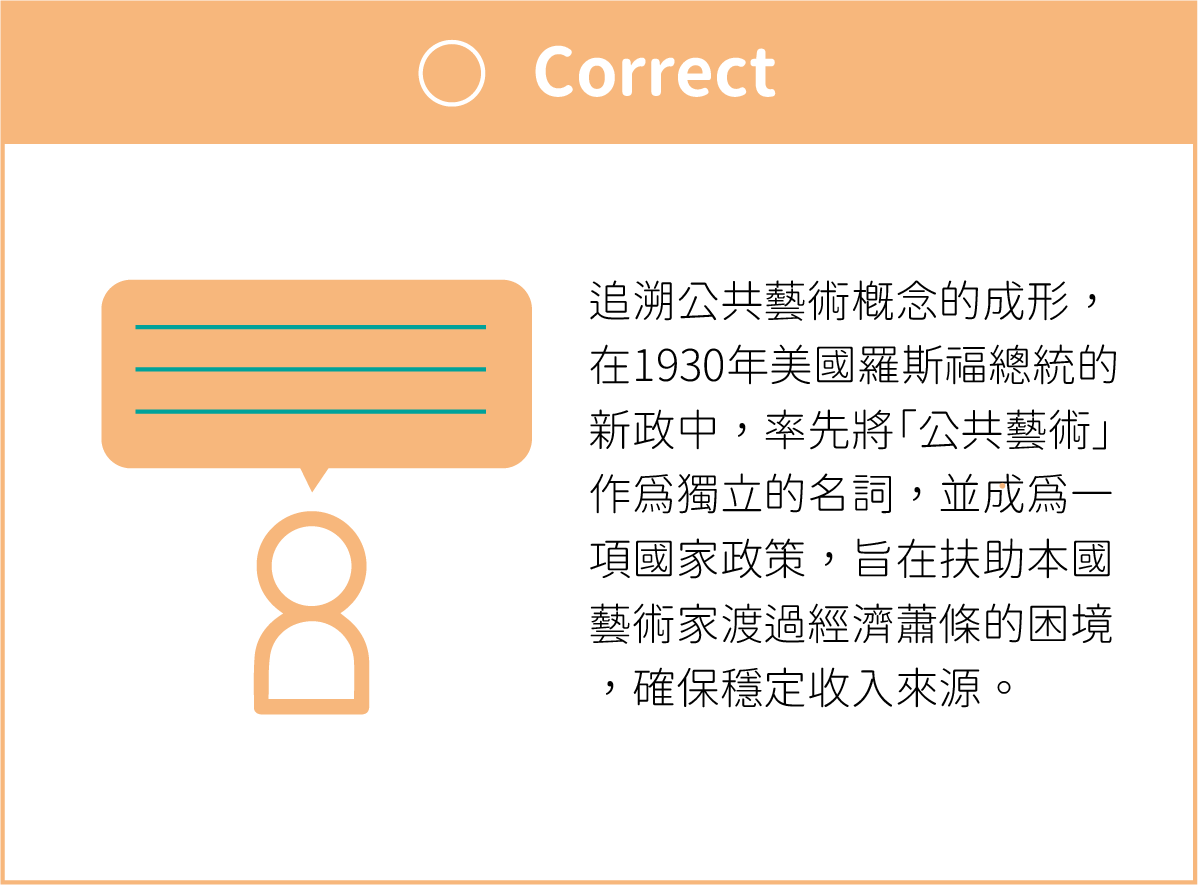 Correct
追溯公共藝術概念的成形，
在1930年美國羅斯福總統的
新政中，率先將「公共藝術」
作爲獨立的名詞，並成爲一
項國家政策，旨在扶助本國
藝術家渡過經濟蕭條的困境
，確保穩定收入來源。